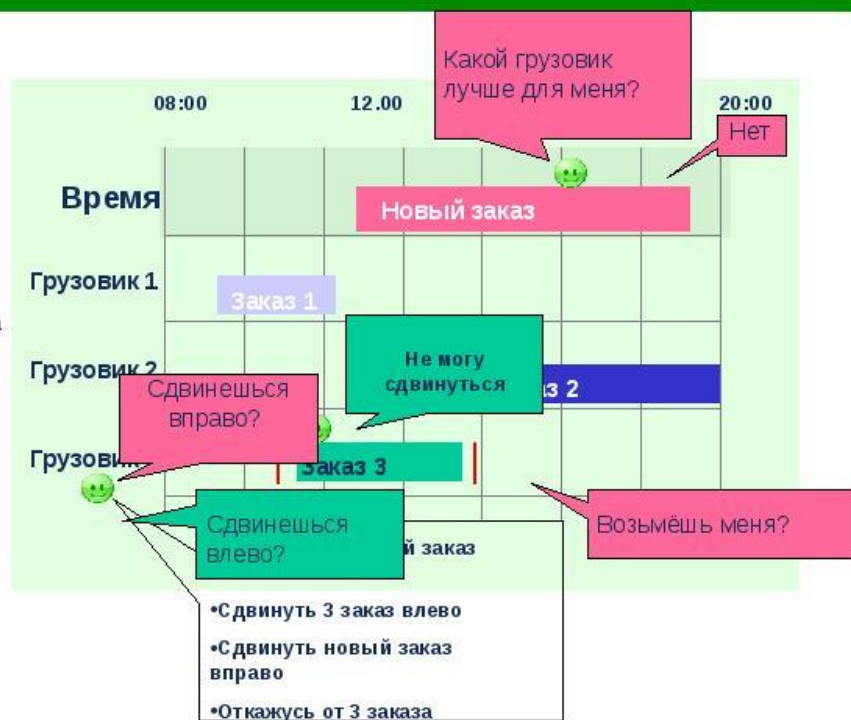 Какой грузовик
лучше для меня?
08:00 12.00 20:00
Нет
Время
Новый заказ
Грузовик 1
Заказ 1
Грузовик 2
Не могу
сдвинуться
2
Сдвинешься
вправо?
Заказ 3
Сдвинешься
влево?
Возьмёшь меня?
заказ
•Сдвинуть 3 заказ влево
•Сдвинуть новый заказ
вправо
•Откажусь от 3 заказа